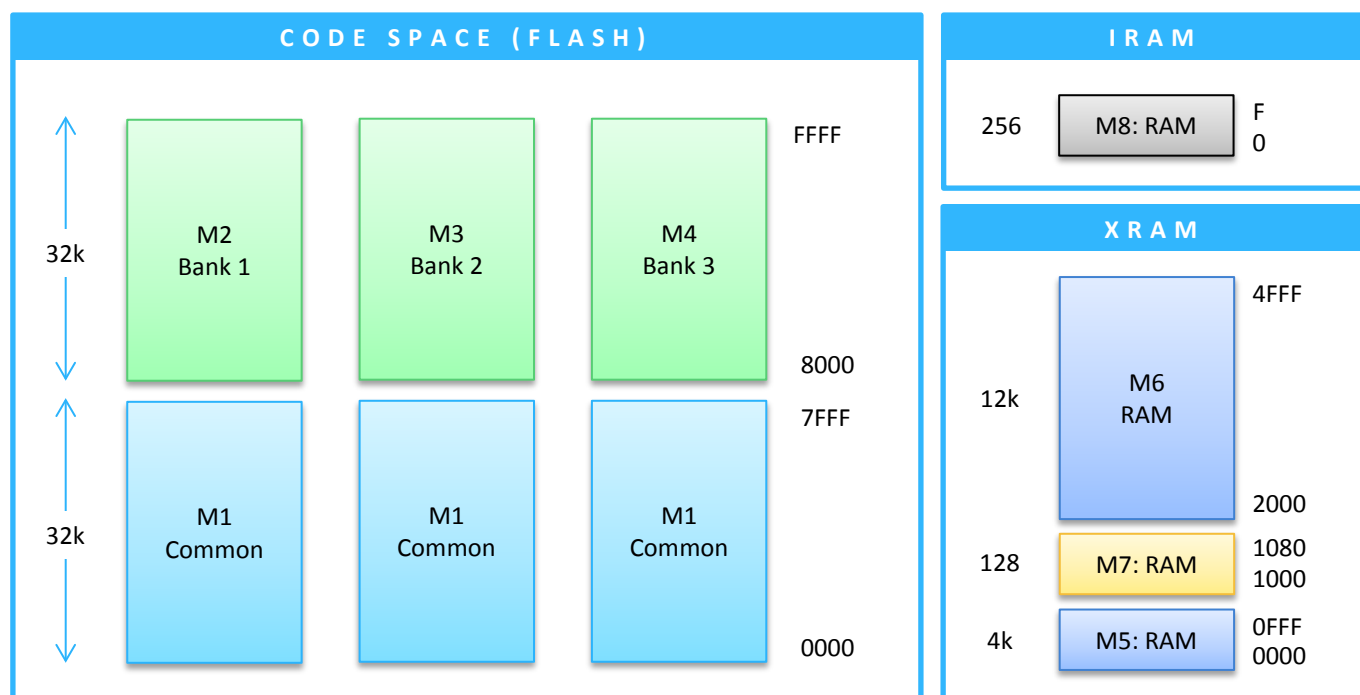 CODE SPACE (FLASH)
32k
M2
Bank 1
M3
Bank 2
M4
Bank 3
FFFF
8000
32k
M1
Common
M1
Common
M1
Common
7FFF
0000
IRAM
256
M8: RAM
F
0
XRAM
12k
M6
RAM
4FFF
2000
128
M7: RAM
1080
1000
4k
M5: RAM
0FFF
0000